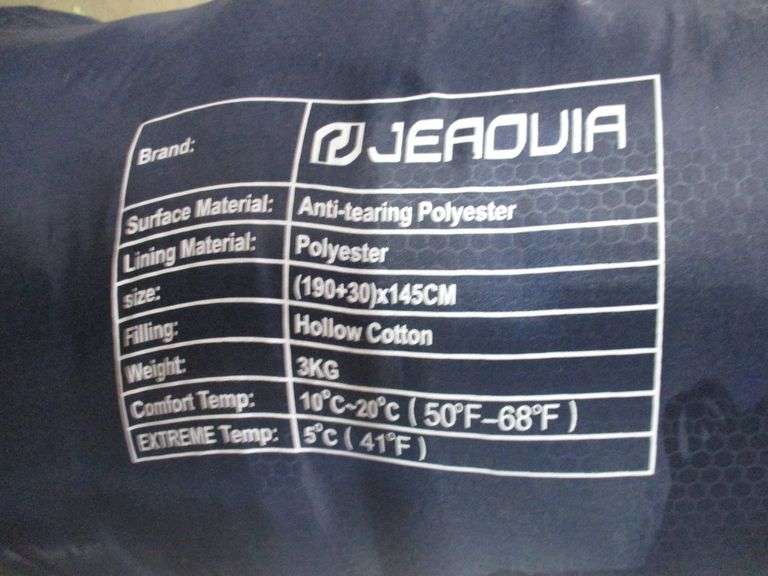 Brand: JEAOUIA
Surface Material: Anti-tearing Polyester
Lining Material: Polyester
size: (190+30)x145CM
Filling: Hollow Cotton
Weight: 3KG
Comfort Temp: 10°C~20°C ( 50°F-68°F )
EXTREME Temp: 5°C ( 41°F )